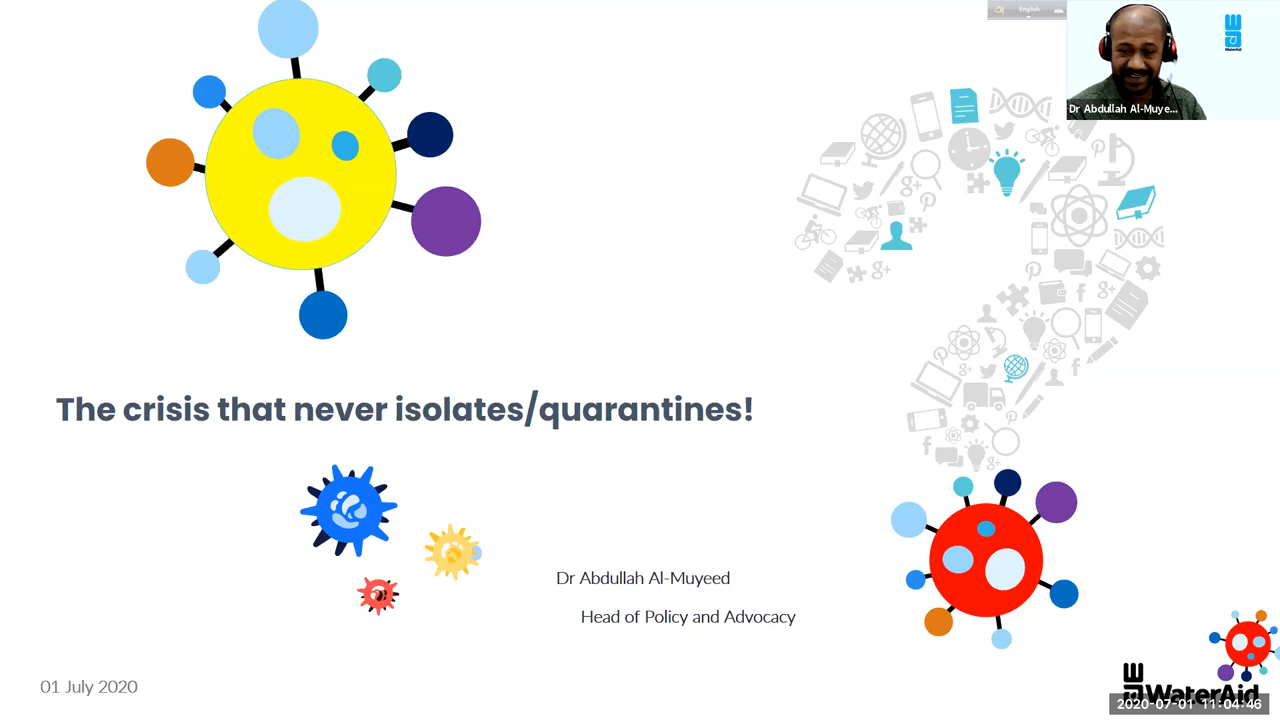 English
WaterAid
Dr Abdullah Al-Muye...
The crisis that never isolates/quarantines!
Dr Abdullah Al-Muyeed
Head of Policy and Advocacy
01 July 2020
WaterAid
2020-07-01 11:04:46